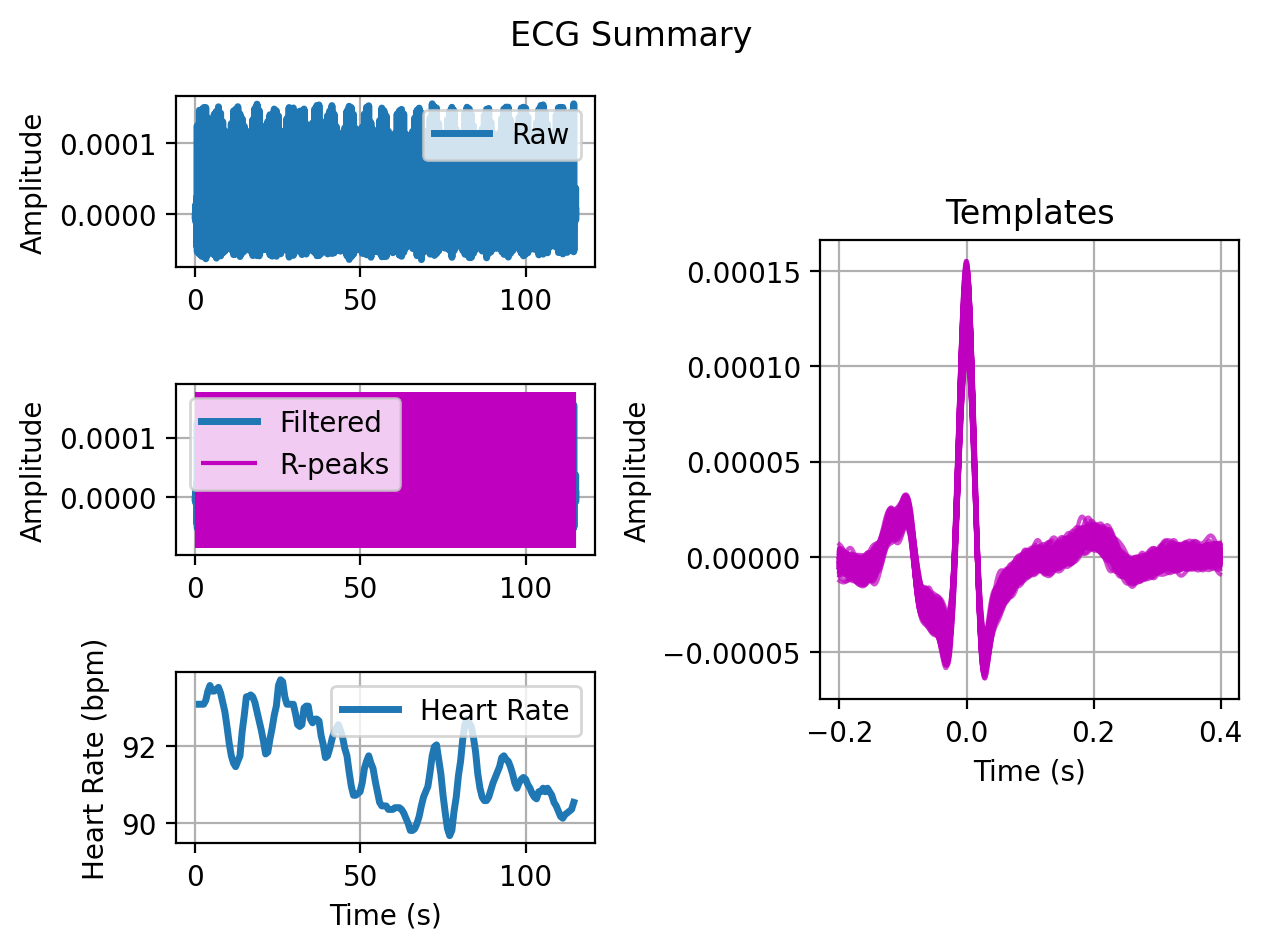 ECG Summary
Amplitude
0.0001
0.0000
Raw
0
50
100
Amplitude
0.0001
0.0000
Filtered
R-peaks
0
50
100
Heart Rate (bpm)
92
90
Heart Rate
0
50
100
Time (s)
Templates
Amplitude
0.00015
0.00010
0.00005
0.00000
−0.00005
−0.2
0.0
0.2
0.4
Time (s)